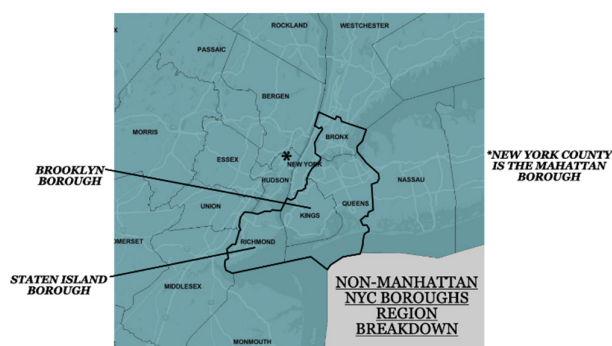 ROCKLAND
WESTCHESTER
PASSAIC
BERGEN
MORRIS
BRONX
ESSEX
*
NEW YORK
HUDSON
NASSAU
UNION
QUEENS
KINGS
RICHMOND
OMERSET
MIDDLESEX
MONMOUTH
BROOKLYN
BOROUGH
STATEN ISLAND
BOROUGH
*NEW YORK COUNTY
IS THE MAHATTAN
BOROUGH
NON-MANHATTAN
NYC BOROUGHS
REGION
BREAKDOWN